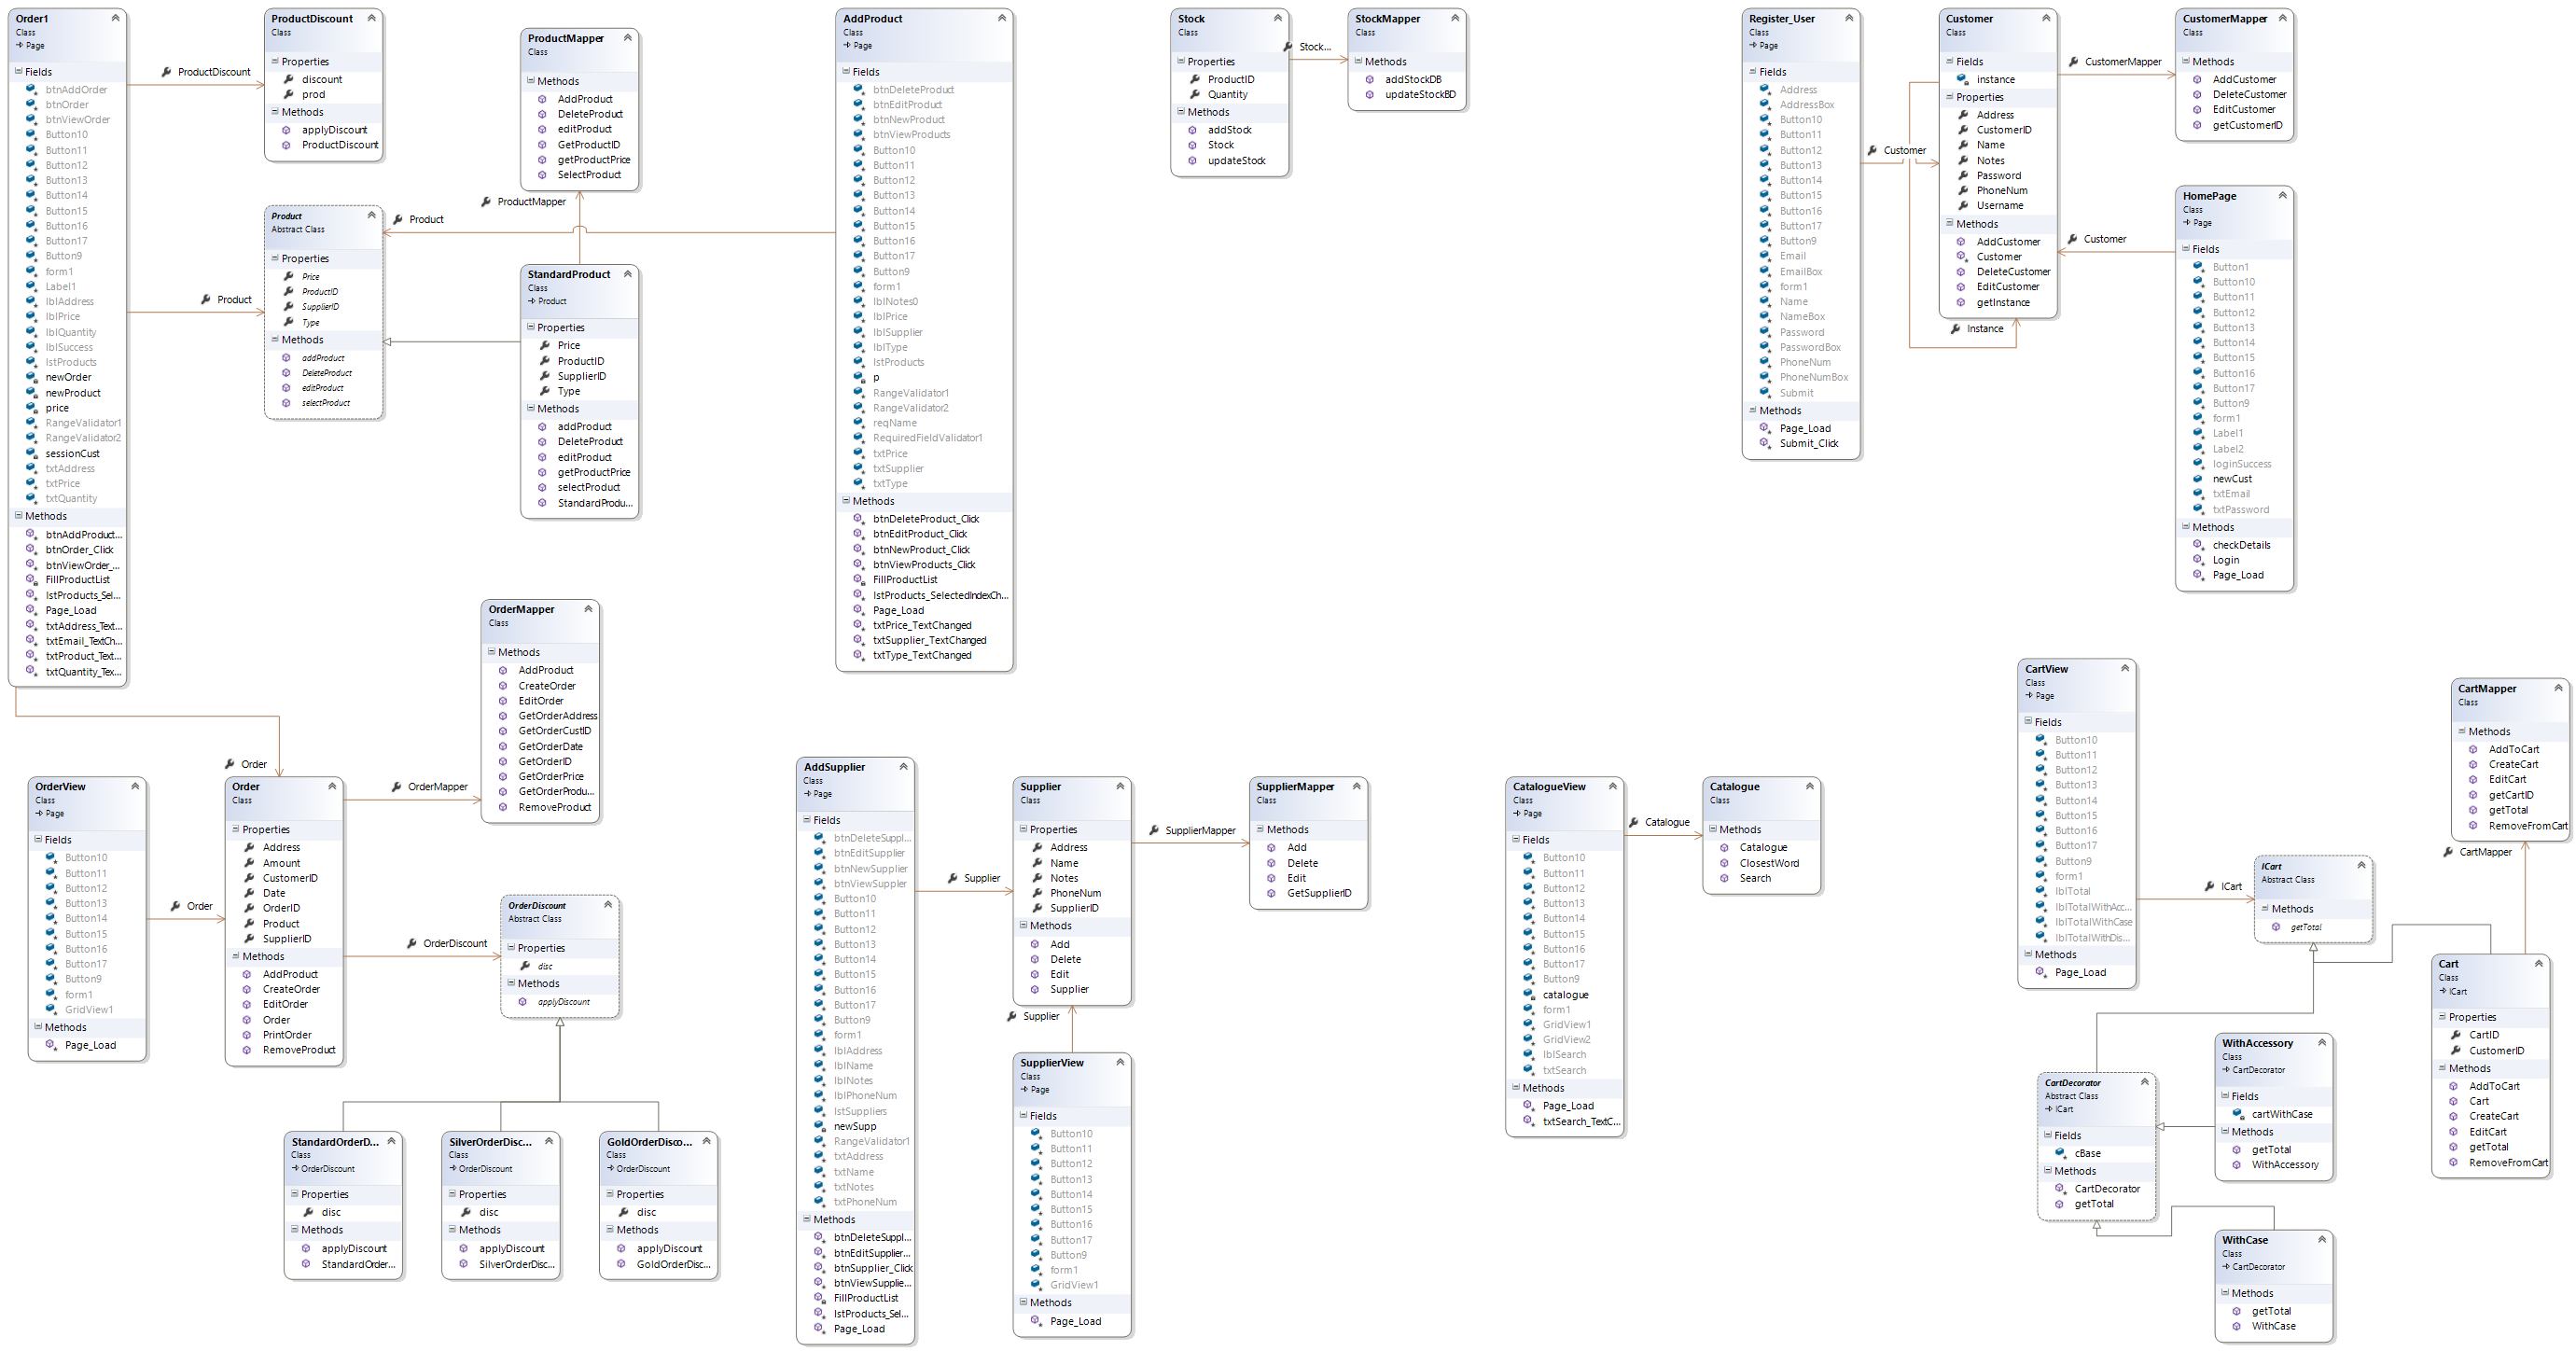 Order1
Class
Page
Fields
btnAddOrder
btnOrder
btnViewOrder
Button10
Button11
Button12
Button13
Button14
Button15
Button16
Button17
Button9
form1
Label1
lblAddress
lblPrice
lblQuantity
lblSuccess
lstProducts
newOrder
newProduct
price
RangeValidator1
RangeValidator2
sessionCust
txtAddress
txtPrice
txtQuantity
Methods
btnAddProduct...
btnOrder_Click
btnViewOrder_...
FillProductList
lstProducts_Sel...
Page_Load
txtAddress_Text...
txtEmail_TextCh...
txtProduct_Text...
txtQuantity_Tex...
ProductDiscount
ProductDiscount
Class
Properties
discount
prod
Methods
applyDiscount
ProductDiscount
Product
Product
Abstract Class
Properties
Price
ProductID
SupplierID
Type
Methods
addProduct
DeleteProduct
editProduct
selectProduct
ProductMapper
Class
Methods
AddProduct
DeleteProduct
editProduct
GetProductID
getProductPrice
SelectProduct
ProductMapper
Product
StandardProduct
Class
Product
Properties
Price
ProductID
SupplierID
Type
Methods
addProduct
DeleteProduct
editProduct
getProductPrice
selectProduct
StandardProdu...
AddProduct
Class
Page
Fields
btnDeleteProduct
btnEditProduct
btnNewProduct
btnViewProducts
Button10
Button11
Button12
Button13
Button14
Button15
Button16
Button17
Button9
form1
lblNotes0
lblPrice
lblSupplier
lblType
lstProducts
p
RangeValidator1
RangeValidator2
reqName
RequiredFieldValidator1
txtPrice
txtSupplier
txtType
Methods
btnDeleteProduct_Click
btnEditProduct_Click
btnNewProduct_Click
btnViewProducts_Click
FillProductList
lstProducts_SelectedIndexCh...
Page_Load
txtPrice_TextChanged
txtSupplier_TextChanged
txtType_TextChanged
Stock
Class
Properties
ProductID
Quantity
Methods
addStock
Stock
updateStock
Stock...
StockMapper
Class
Methods
addStockDB
updateStockBD
Register_User
Class
Page
Fields
Address
AddressBox
Button10
Button11
Button12
Button13
Button14
Button15
Button16
Button17
Button9
Email
EmailBox
form1
Name
NameBox
Password
PasswordBox
PhoneNum
PhoneNumBox
Submit
Methods
Page_Load
Submit_Click
Customer
Customer
Class
Fields
instance
Properties
Address
CustomerID
Name
Notes
Password
PhoneNum
Username
Methods
AddCustomer
Customer
DeleteCustomer
EditCustomer
getInstance
Instance
CustomerMapper
CustomerMapper
Class
Methods
AddCustomer
DeleteCustomer
EditCustomer
getCustomerID
Customer
HomePage
Class
Page
Fields
Button1
Button10
Button11
Button12
Button13
Button14
Button15
Button16
Button17
Button9
form1
Label1
Label2
loginSuccess
newCust
txtEmail
txtPassword
Methods
checkDetails
Login
Page_Load
OrderView
Class
Page
Fields
Button10
Button11
Button12
Button13
Button14
Button15
Button16
Button17
Button9
form1
GridView1
Methods
Page_Load
Order
Order
Order
Class
Properties
Address
Amount
CustomerID
Date
OrderID
Product
SupplierID
Methods
AddProduct
CreateOrder
EditOrder
Order
PrintOrder
RemoveProduct
OrderMapper
OrderMapper
Class
Methods
AddProduct
CreateOrder
EditOrder
GetOrderAddress
GetOrderCustID
GetOrderDate
GetOrderID
GetOrderPrice
GetOrderProdu...
RemoveProduct
OrderDiscount
OrderDiscount
Abstract Class
Properties
disc
Methods
applyDiscount
StandardOrderD...
Class
OrderDiscount
Properties
disc
Methods
applyDiscount
StandardOrder...
SilverOrderDisc...
Class
OrderDiscount
Properties
disc
Methods
applyDiscount
SilverOrderDisc...
GoldOrderDisco...
Class
OrderDiscount
Properties
disc
Methods
applyDiscount
GoldOrderDisc...
AddSupplier
Class
Page
Fields
btnDeleteSuppl...
btnEditSupplier
btnNewSupplier
btnViewSuppler
Button10
Button11
Button12
Button13
Button14
Button15
Button16
Button17
Button9
form1
lblAddress
lblName
lblNotes
lblPhoneNum
lstSuppliers
newSupp
RangeValidator1
txtAddress
txtName
txtNotes
txtPhoneNum
Methods
btnDeleteSuppl...
btnEditSupplier...
btnSupplier_Click
btnViewSupplie...
FillProductList
lstProducts_Sel...
Page_Load
Supplier
Supplier
Class
Properties
Address
Name
Notes
PhoneNum
SupplierID
Methods
Add
Delete
Edit
Supplier
SupplierMapper
SupplierMapper
Class
Methods
Add
Delete
Edit
GetSupplierID
Supplier
SupplierView
Class
Page
Fields
Button10
Button11
Button12
Button13
Button14
Button15
Button16
Button17
Button9
form1
GridView1
Methods
Page_Load
CatalogueView
Class
Page
Fields
Button10
Button11
Button12
Button13
Button14
Button15
Button16
Button17
Button9
catalogue
form1
GridView1
GridView2
lblSearch
txtSearch
Methods
Page_Load
txtSearch_TextC...
Catalogue
Catalogue
Class
Methods
Catalogue
ClosestWord
Search
CartView
Class
Page
Fields
Button10
Button11
Button12
Button13
Button14
Button15
Button16
Button17
Button9
form1
lblTotal
lblTotalWithAcc...
lblTotalWithCase
lblTotalWithDis...
Methods
Page_Load
ICart
ICart
Abstract Class
Methods
getTotal
CartMapper
Class
Methods
AddToCart
CreateCart
EditCart
getCartID
getTotal
RemoveFromCart
CartMapper
Cart
Class
ICart
Properties
CartID
CustomerID
Methods
AddToCart
Cart
CreateCart
EditCart
getTotal
RemoveFromCart
CartDecorator
Abstract Class
ICart
Fields
cBase
Methods
CartDecorator
getTotal
WithAccessory
Class
CartDecorator
Fields
cartWithCase
Methods
getTotal
WithAccessory
WithCase
Class
CartDecorator
Methods
getTotal
WithCase